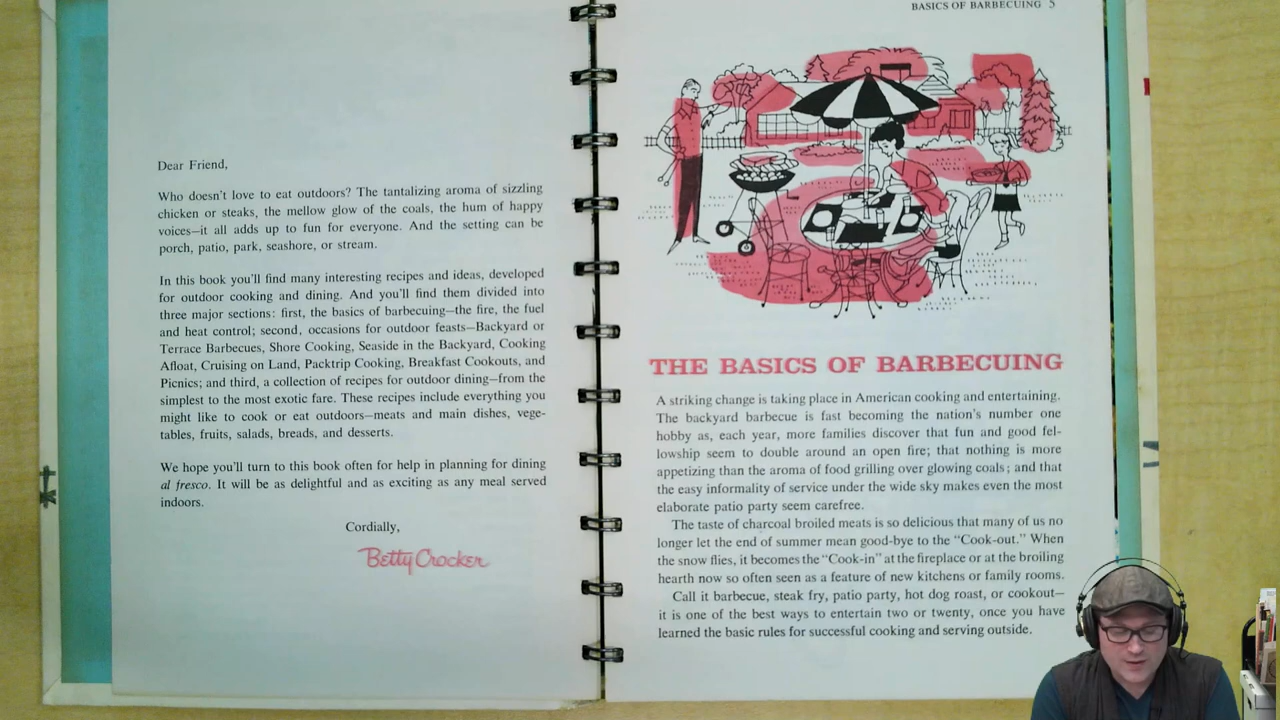 Dear Friend,
Who doesn't love to eat outdoors? The tantalizing aroma of sizzling
chicken or steaks, the mellow glow of the coals, the hum of happy
voices—it all adds up to fun for everyone. And the setting can be
porch, patio, park, seashore, or stream.
In this book you'll find many interesting recipes and ideas, developed
for outdoor cooking and dining. And you'll find them divided into
three major sections: first, the basics of barbecuing—the fire, the fuel
and heat control; second, occasions for outdoor feasts—Backyard or
Terrace Barbecues, Shore Cooking, Seaside in the Backyard, Cooking
Afloat, Cruising on Land, Packtrip Cooking, Breakfast Cookouts, and
Picnics; and third, a collection of recipes for outdoor dining—from the
simplest to the most exotic fare. These recipes include everything you
might like to cook or eat outdoors—meats and main dishes, vege-
tables, fruits, salads, breads, and desserts.
We hope you'll turn to this book often for help in planning for dining
al fresco. It will be as delightful and as exciting as any meal served
indoors.
Cordially,
Betty Crocker
BASICS OF BARBECUING 5
THE BASICS OF BARBECUING
A striking change is taking place in American cooking and entertaining.
The backyard barbecue is fast becoming the nation's number one
hobby as, each year, more families discover that fun and good fel-
lowship seem to double around an open fire; that nothing is more
appetizing than the aroma of food grilling over glowing coals; and that
the easy informality of service under the wide sky makes even the most
elaborate patio party seem carefree.
The taste of charcoal broiled meats is so delicious that many of us no
longer let the end of summer mean good-bye to the "Cook-out." When
the snow flies, it becomes the "Cook-in" at the fireplace or at the broiling
hearth now so often seen as a feature of new kitchens or family rooms.
Call it barbecue, steak fry, patio party, hot dog roast, or cookout—
it is one of the best ways to entertain two or twenty, once you have
learned the basic rules for successful cooking and serving outside.